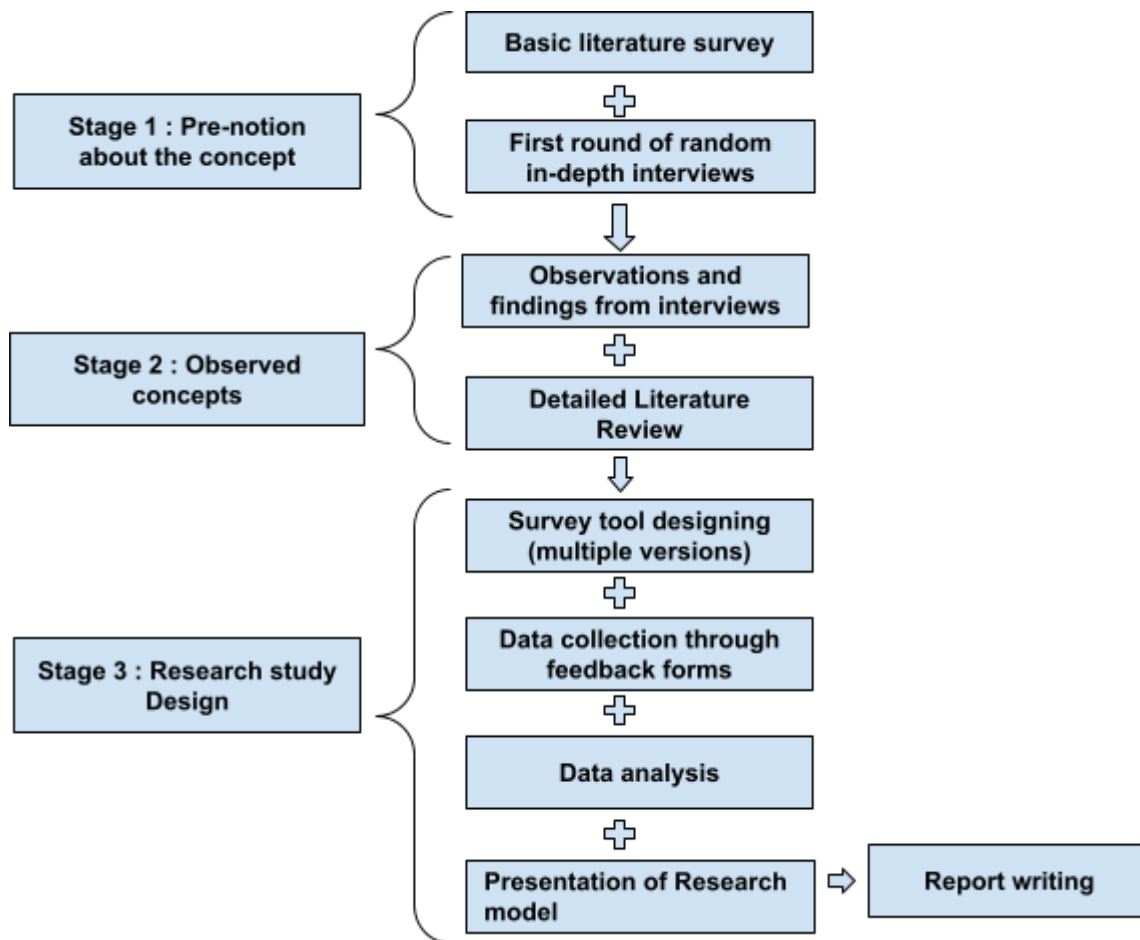 Basic literature survey
Stage 1 : Pre-notion
about the concept
First round of random
in-depth interviews
Observations and
findings from interviews
Stage 2 : Observed
concepts
Detailed Literature
Review
Survey tool designing
(multiple versions)
Data collection through
feedback forms
Stage 3 : Research study
Design
Data analysis
Presentation of Research
model
Report writing